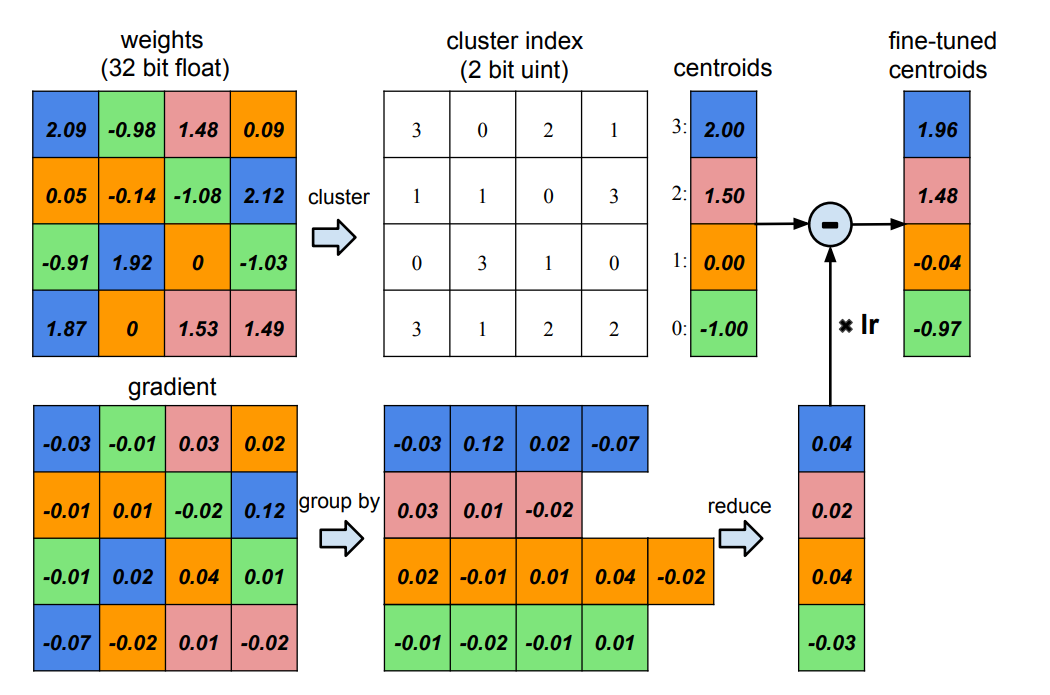 weights
(32 bit float)
cluster index
(2 bit uint)
centroids
fine-tuned
centroids
2.09 -0.98 1.48 0.09
0.05 -0.14 -1.08 2.12
-0.91 1.92 0 -1.03
1.87 0 1.53 1.49
cluster
3 0 2 1
1 1 0 3
0 3 1 0
3 1 2 2
3: 2.00
2: 1.50
1: 0.00
0: -1.00
-
× lr
1.96
1.48
-0.04
-0.97
gradient
-0.03 -0.01 0.03 0.02
-0.01 0.01 -0.02 0.12
-0.01 0.02 0.04 0.01
-0.07 -0.02 0.01 -0.02
group by
-0.03 0.12 0.02 -0.07
0.03 0.01 -0.02
0.02 -0.01 0.01 0.04 -0.02
-0.01 -0.02 -0.01 0.01
reduce
0.04
0.02
0.04
-0.03